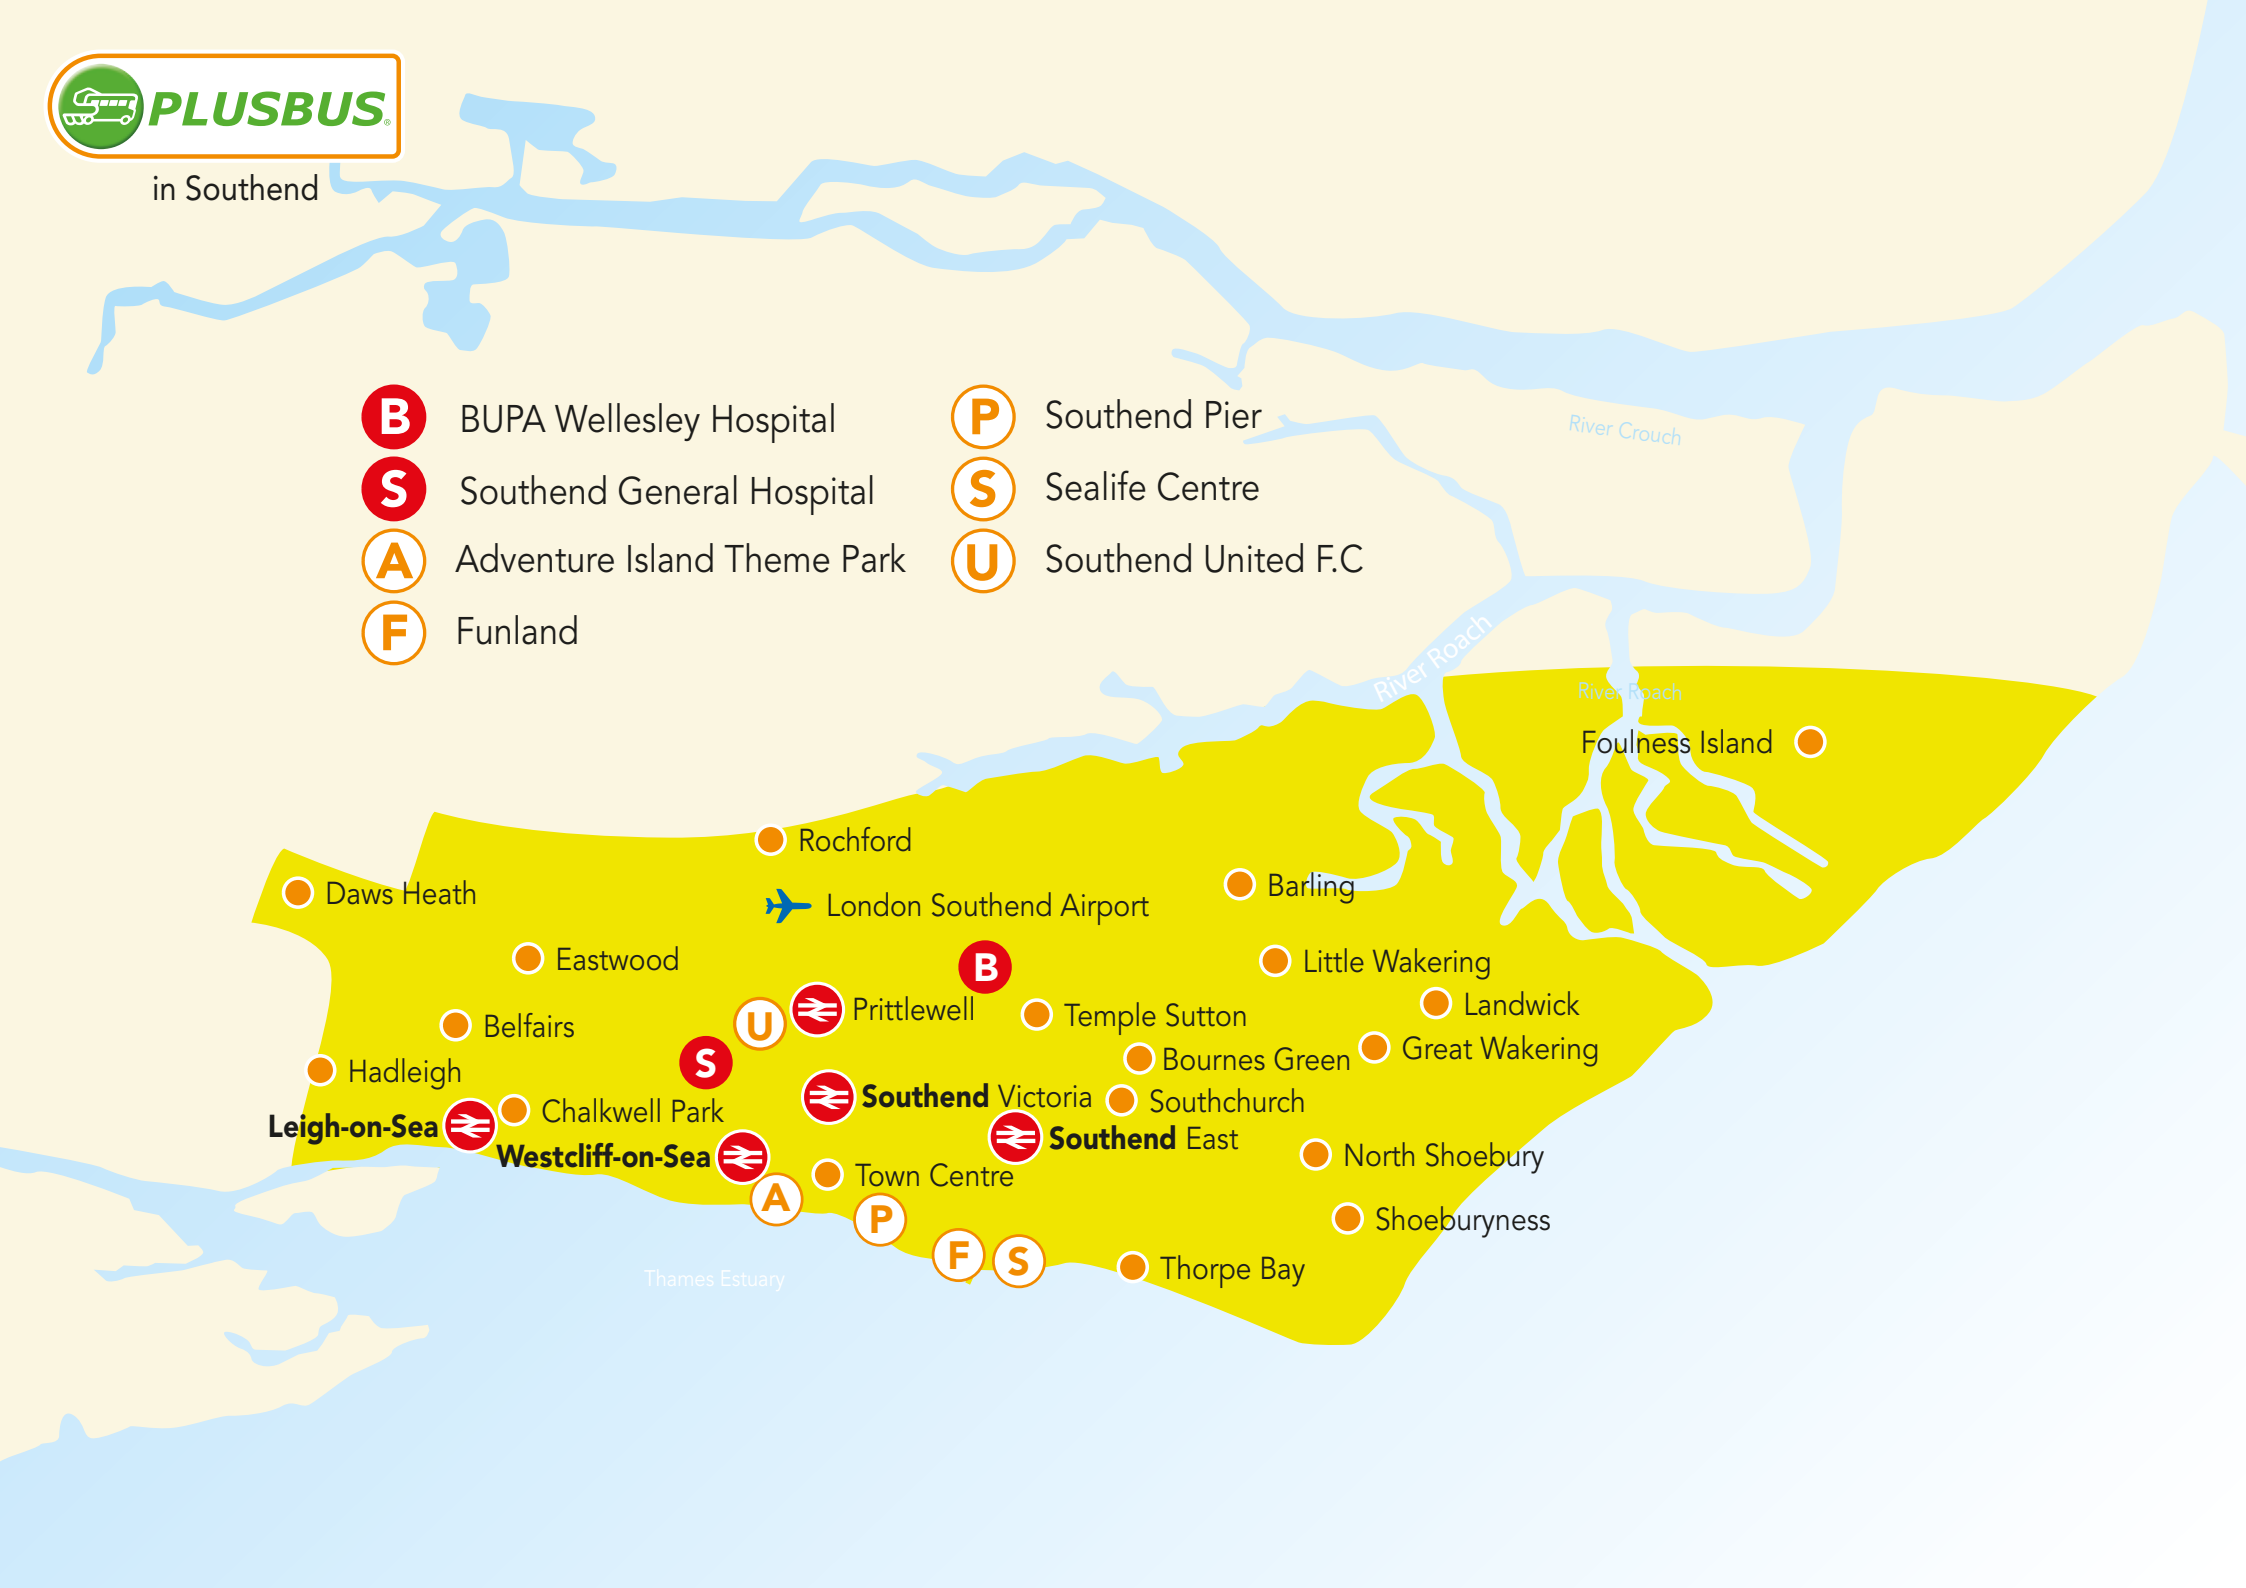 PLUSBUS®
in Southend
River Crouch
B BUPA Wellesley Hospital
S Southend General Hospital
A Adventure Island Theme Park
F Funland
P Southend Pier
S Sealife Centre
U Southend United F.C
River Roach
River Roach
Foulness Island
Rochford
Daws Heath
Barling
London Southend Airport
Eastwood
B
Little Wakering
Landwick
Prittlewell
U
Temple Sutton
Belfairs
Great Wakering
Bournes Green
S
Hadleigh
Southend Victoria
Southchurch
Chalkwell Park
Leigh-on-Sea
Southend East
Westcliff-on-Sea
North Shoebury
Town Centre
A
P
Shoeburyness
F
S
Thorpe Bay
Thames Estuary